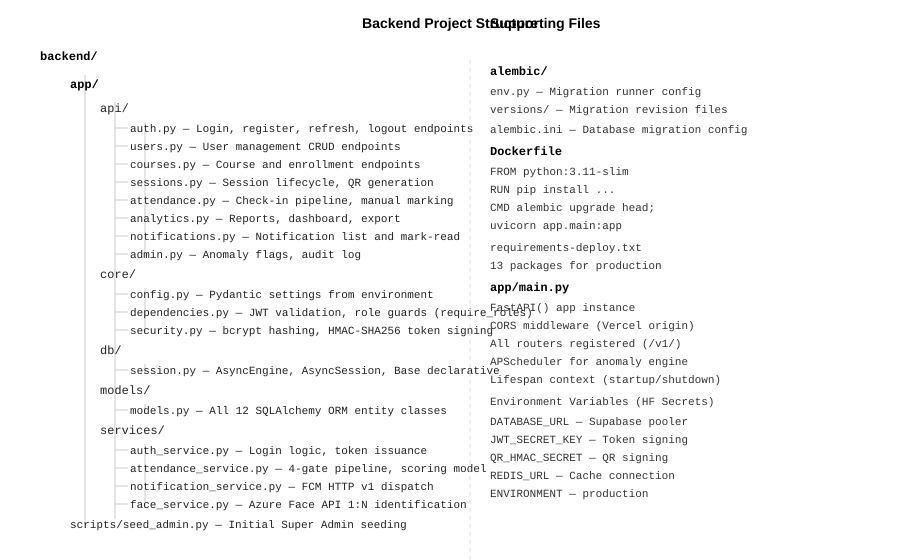 Backend Project Structure
backend/
app/
api/
auth.py — Login, register, refresh, logout endpoints
users.py — User management CRUD endpoints
courses.py — Course and enrollment endpoints
sessions.py — Session lifecycle, QR generation
attendance.py — Check-in pipeline, manual marking
analytics.py — Reports, dashboard, export
notifications.py — Notification list and mark-read
admin.py — Anomaly flags, audit log
core/
config.py — Pydantic settings from environment
dependencies.py — JWT validation, role guards (require_roles)
security.py — bcrypt hashing, HMAC-SHA256 token signing
db/
session.py — AsyncEngine, AsyncSession, Base declarative
models/
models.py — All 12 SQLAlchemy ORM entity classes
services/
auth_service.py — Login logic, token issuance
attendance_service.py — 4-gate pipeline, scoring model
notification_service.py — FCM HTTP v1 dispatch
face_service.py — Azure Face API 1:N identification
scripts/seed_admin.py — Initial Super Admin seeding
Supporting Files
alembic/
env.py — Migration runner config
versions/ — Migration revision files
alembic.ini — Database migration config
Dockerfile
FROM python:3.11-slim
RUN pip install ...
CMD alembic upgrade head;
uvicorn app.main:app
requirements-deploy.txt
13 packages for production
app/main.py
FastAPI() app instance
CORS middleware (Vercel origin)
All routers registered (/v1/)
APScheduler for anomaly engine
Lifespan context (startup/shutdown)
Environment Variables (HF Secrets)
DATABASE_URL — Supabase pooler
JWT_SECRET_KEY — Token signing
QR_HMAC_SECRET — QR signing
REDIS_URL — Cache connection
ENVIRONMENT — production